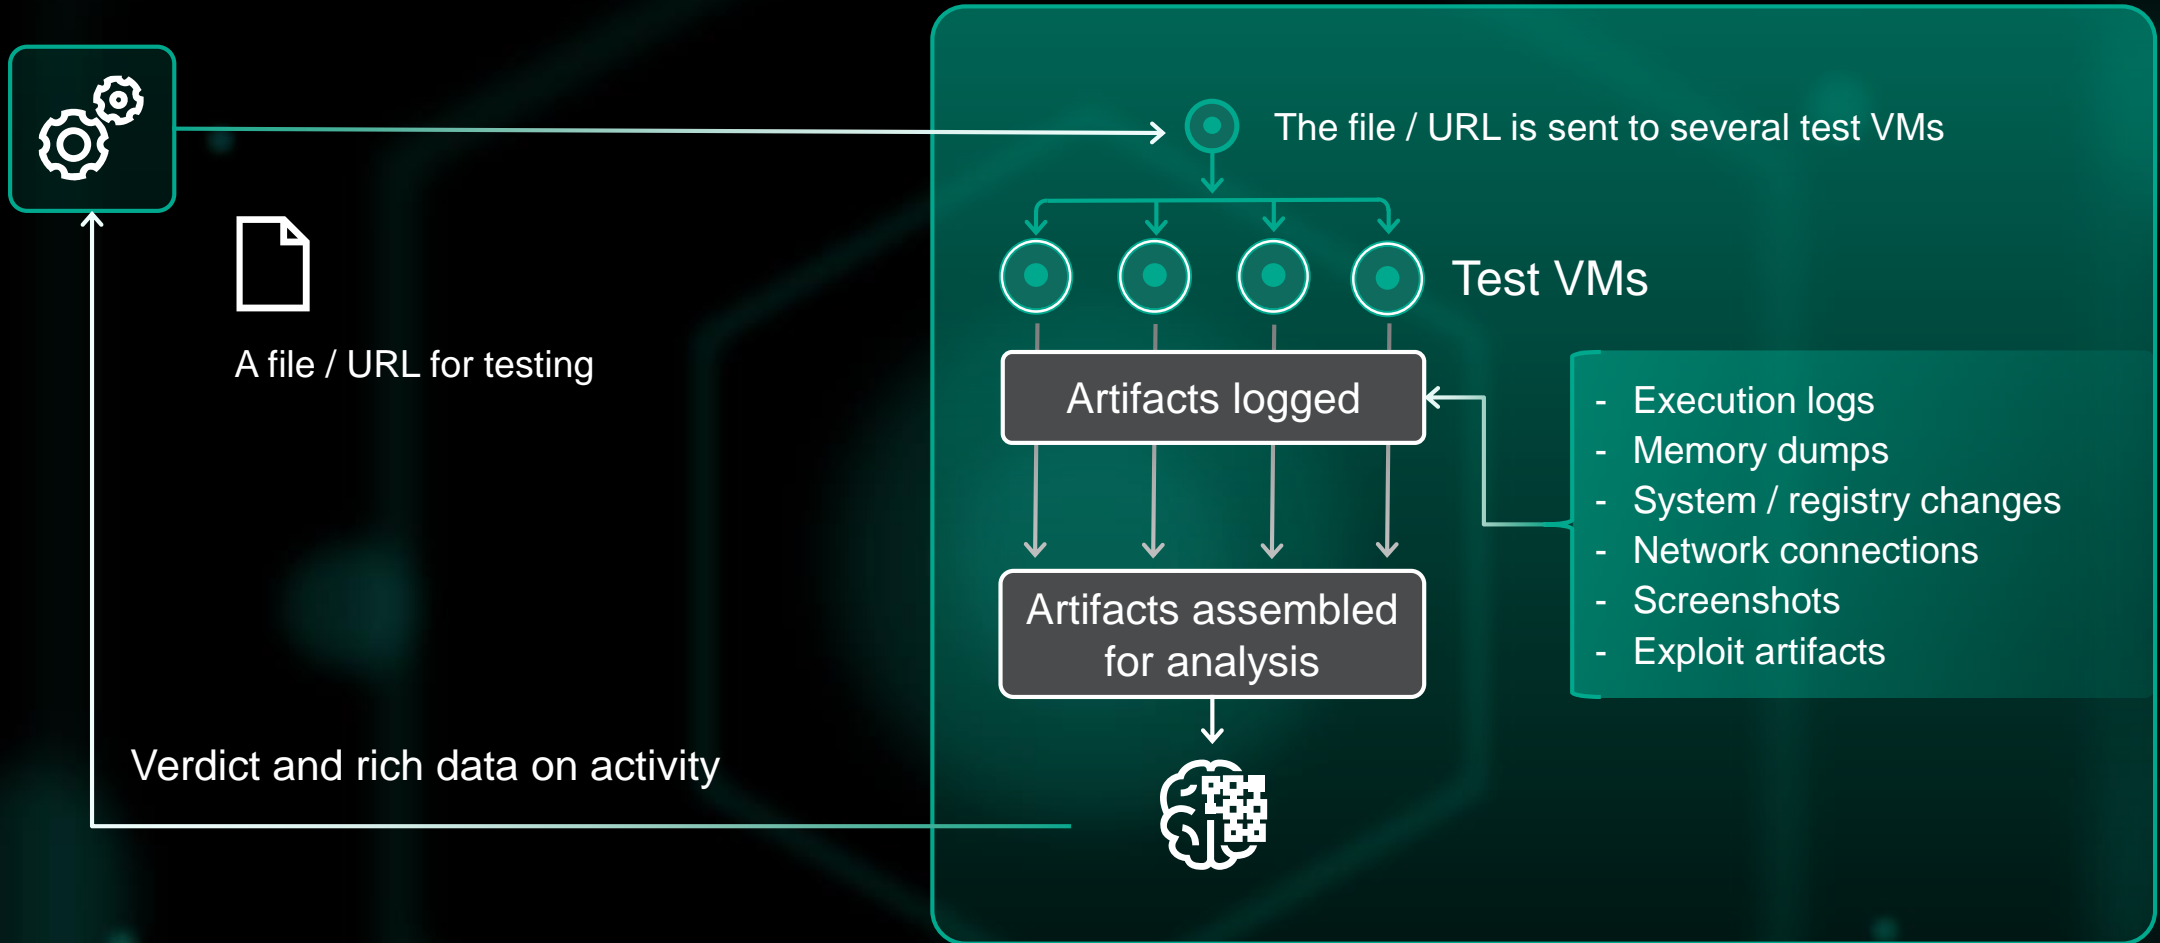 The file / URL is sent to several test VMs
Test VMs
A file / URL for testing
Artifacts logged
- Execution logs
- Memory dumps
- System / registry changes
- Network connections
- Screenshots
- Exploit artifacts
Artifacts assembled
for analysis
Verdict and rich data on activity